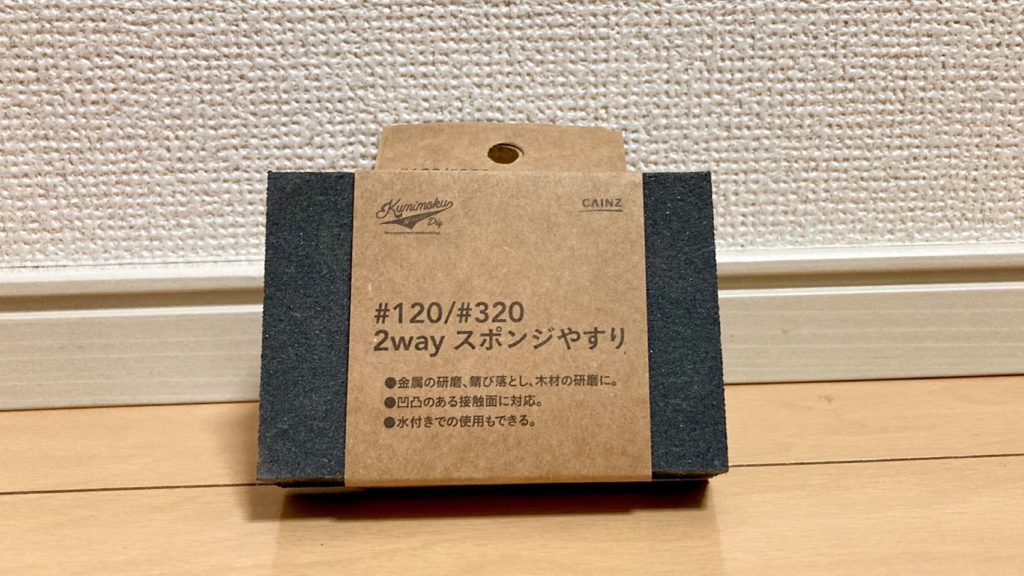 Kumimoku
Diy
CAINZ
#120/#320
2way スポンジやすり
●金属の研磨、錆び落とし、木材の研磨に。
●凹凸のある接触面に対応。
●水付きでの使用もできる。